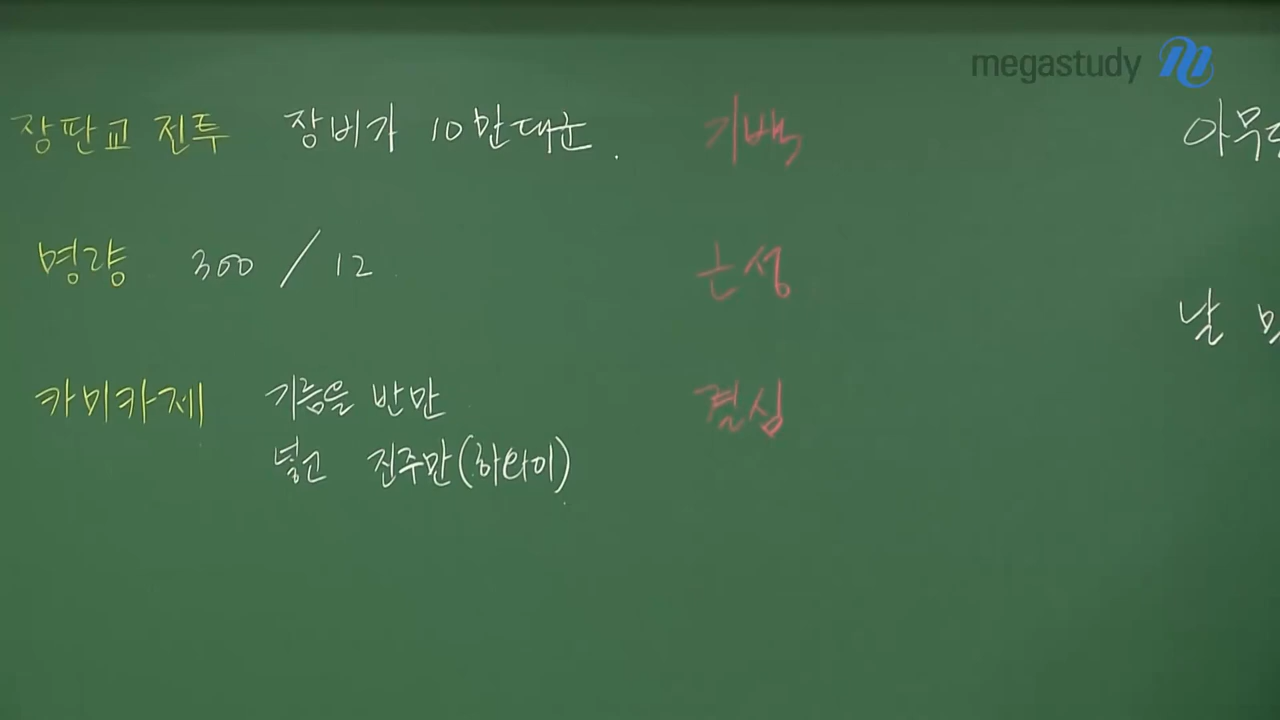 megastudy
장판교 전투 장비가 10만대군. 기백 아무
명량 300 / 12 근성
날
카미카제 기름을 반만 결심
넣고 진주만(하와이)